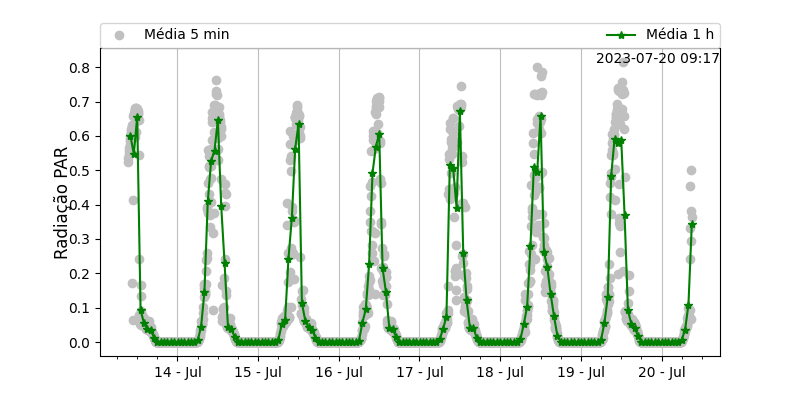 Média 5 min
Média 1 h
2023-07-20 09:17
Radiação PAR
0.8
0.7
0.6
0.5
0.4
0.3
0.2
0.1
0.0
14 - Jul
15 - Jul
16 - Jul
17 - Jul
18 - Jul
19 - Jul
20 - Jul